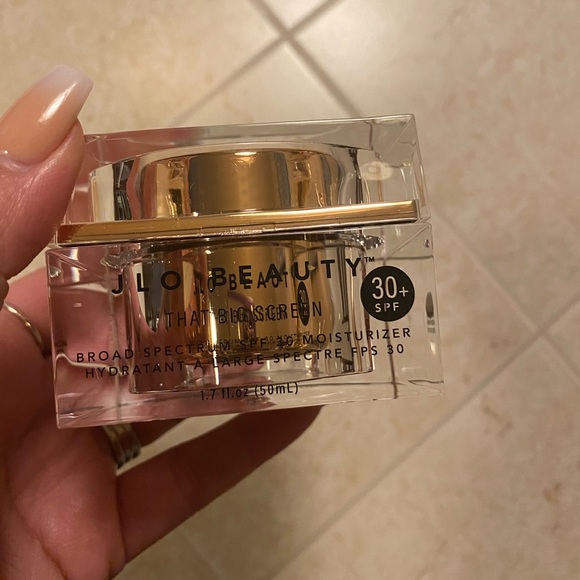 JLO BEAUTY™
THAT BIG SCREEN
30+
SPF
BROAD SPECTRUM SPF 30 MOISTURIZER
HYDRATANT À LARGE SPECTRE FPS 30
1.7 fl.oz (50mL)